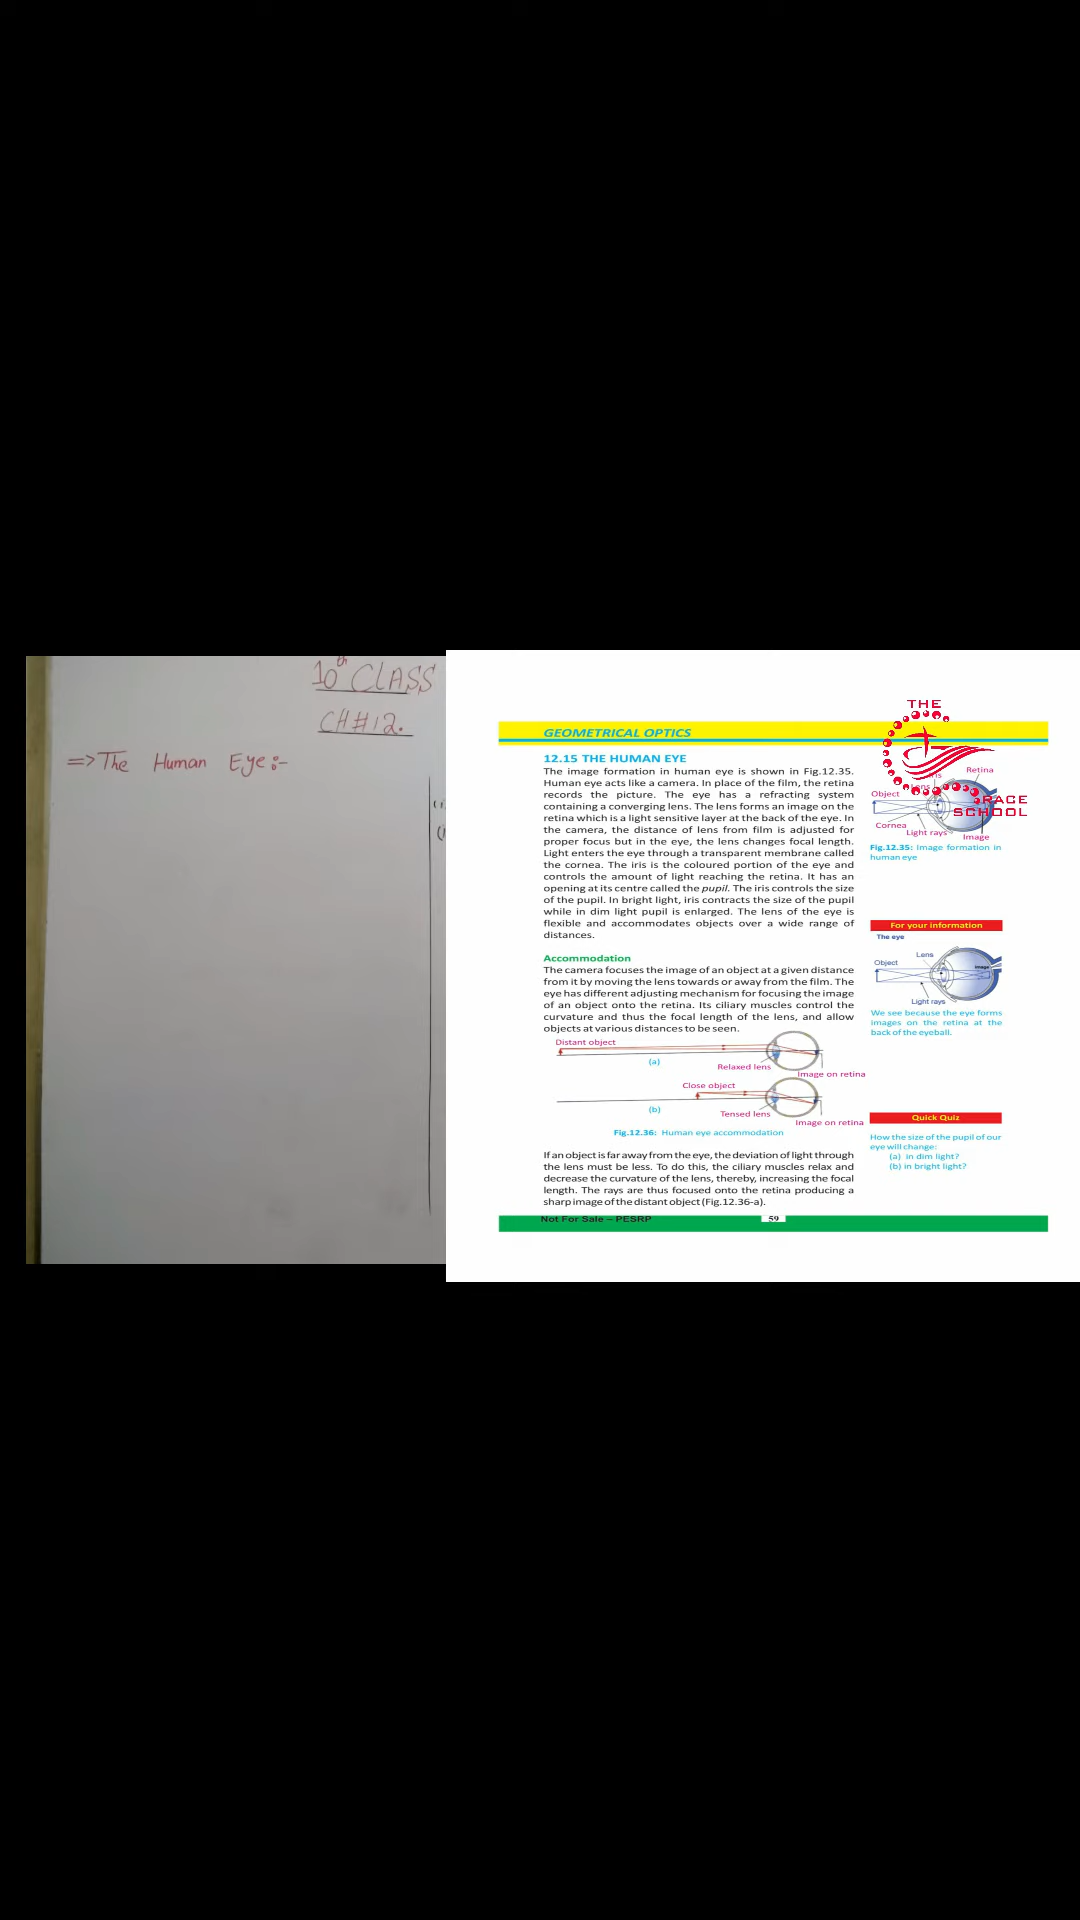 10th CLASS
CH#12.
=> The Human Eye:-
(i
THE
RACE
SCHOOL
GEOMETRICAL OPTICS
12.15 THE HUMAN EYE
The image formation in human eye is shown in Fig.12.35.
Human eye acts like a camera. In place of the film, the retina
records the picture. The eye has a refracting system
containing a converging lens. The lens forms an image on the
retina which is a light sensitive layer at the back of the eye. In
the camera, the distance of lens from film is adjusted for
proper focus but in the eye, the lens changes focal length.
Light enters the eye through a transparent membrane called
the cornea. The iris is the coloured portion of the eye and
controls the amount of light reaching the retina. It has an
opening at its centre called the pupil. The iris controls the size
of the pupil. In bright light, iris contracts the size of the pupil
while in dim light pupil is enlarged. The lens of the eye is
flexible and accommodates objects over a wide range of
distances.
Accommodation
The camera focuses the image of an object at a given distance
from it by moving the lens towards or away from the film. The
eye has different adjusting mechanism for focusing the image
of an object onto the retina. Its ciliary muscles control the
curvature and thus the focal length of the lens, and allow
objects at various distances to be seen.
Distant object
(a)
Relaxed lens
Image on retina
Close object
(b)
Tensed lens
Image on retina
Fig.12.36: Human eye accommodation
If an object is far away from the eye, the deviation of light through
the lens must be less. To do this, the ciliary muscles relax and
decrease the curvature of the lens, thereby, increasing the focal
length. The rays are thus focused onto the retina producing a
sharp image of the distant object (Fig.12.36-a).
Not For Sale – PESRP
59
Retina
Object
Cornea
Light rays
Image
Fig.12.35: Image formation in
human eye
For your information
The eye
Lens
Object
Image
Light rays
We see because the eye forms
images on the retina at the
back of the eyeball.
Quick Quiz
How the size of the pupil of our
eye will change:
(a) in dim light?
(b) in bright light?